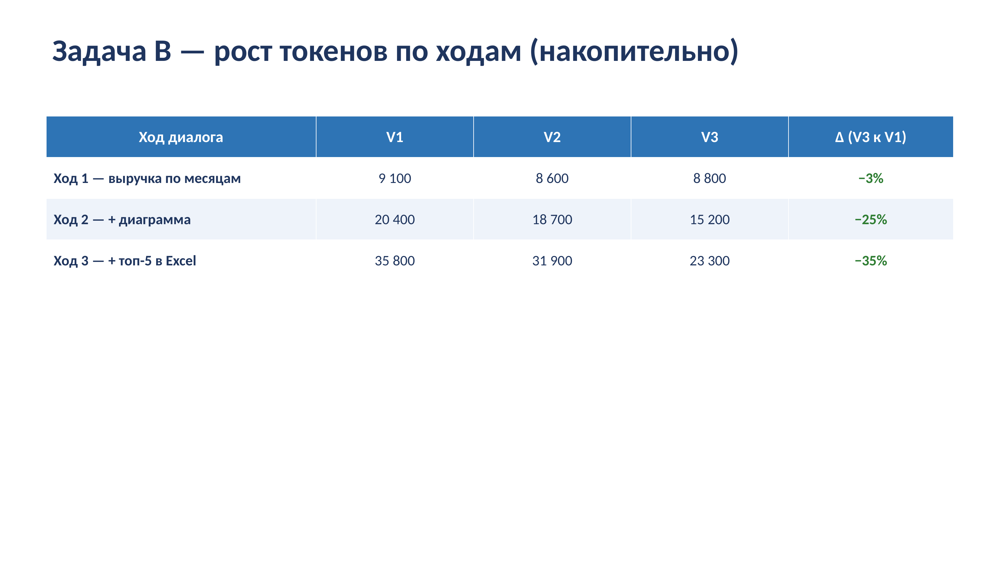 Задача B — рост токенов по ходам (накопительно)
Ход диалога V1 V2 V3 Δ (V3 к V1)
Ход 1 — выручка по месяцам 9 100 8 600 8 800 −3%
Ход 2 — + диаграмма 20 400 18 700 15 200 −25%
Ход 3 — + топ-5 в Excel 35 800 31 900 23 300 −35%